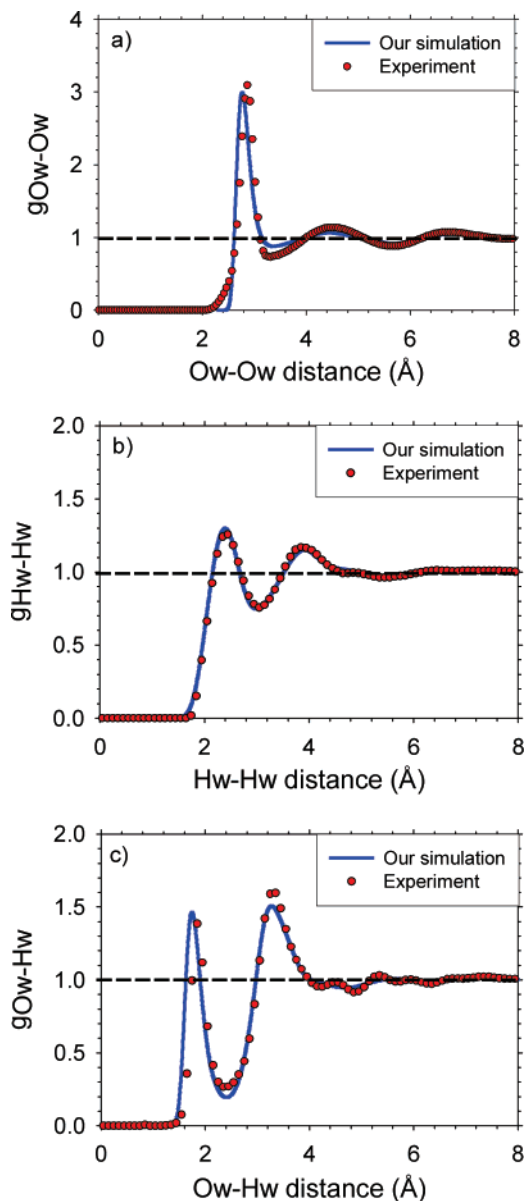 a)
Our simulation
Experiment
gOw-Ow
4
3
2
1
0
0 2 4 6 8
Ow-Ow distance (Å)
b)
Our simulation
Experiment
gHw-Hw
2.0
1.5
1.0
0.5
0.0
0 2 4 6 8
Hw-Hw distance (Å)
c)
Our simulation
Experiment
gOw-Hw
2.0
1.5
1.0
0.5
0.0
0 2 4 6 8
Ow-Hw distance (Å)